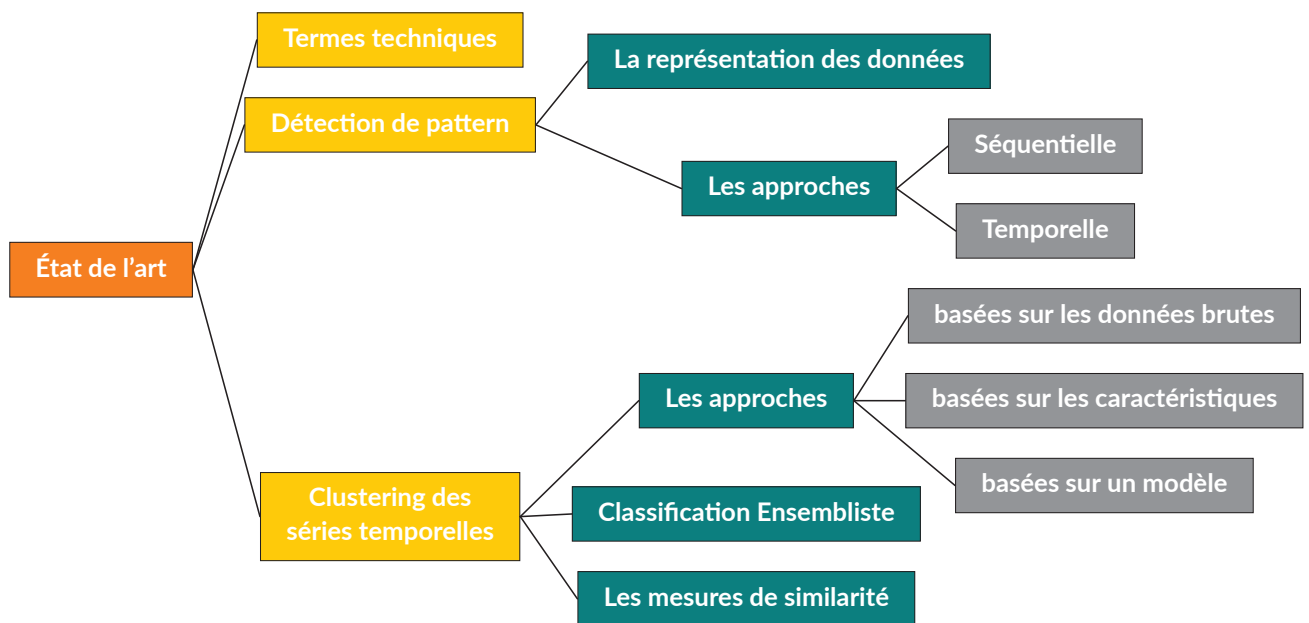 Termes techniques
La représentation des données
Détection de pattern
Séquentielle
Les approches
Temporelle
État de l’art
basées sur les données brutes
Les approches
basées sur les caractéristiques
basées sur un modèle
Clustering des
séries temporelles
Classification Ensembliste
Les mesures de similarité